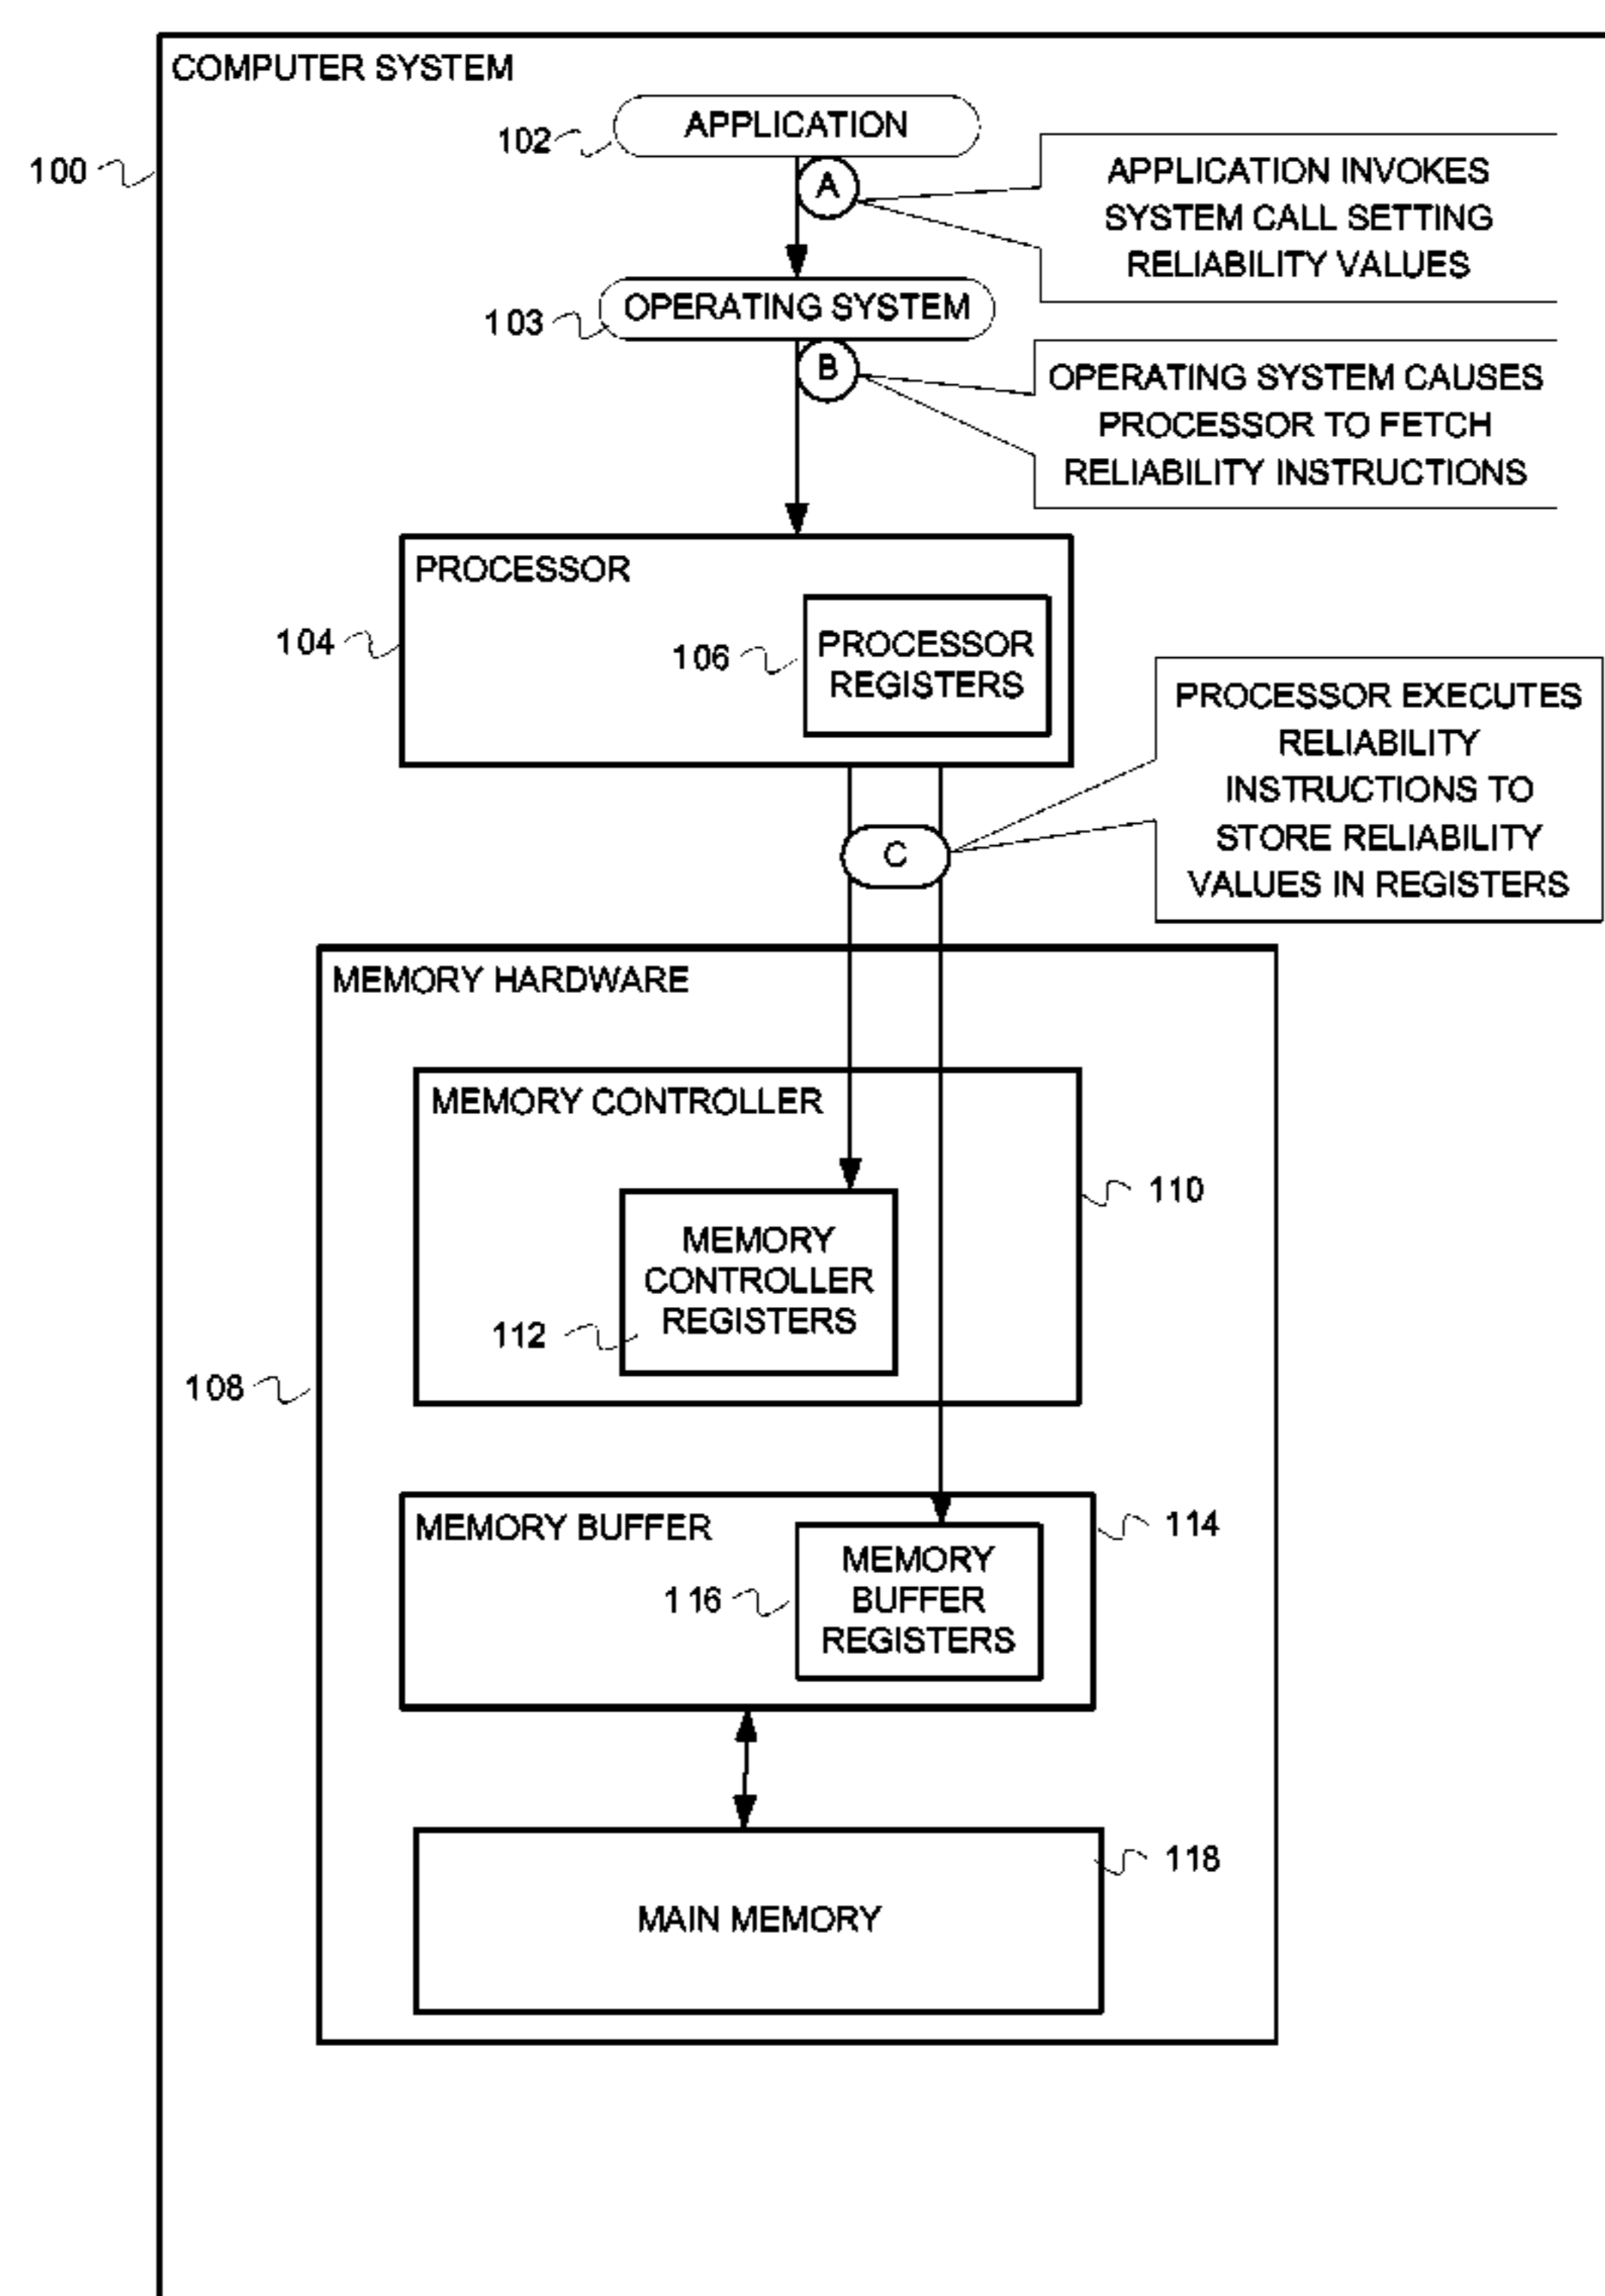 COMPUTER SYSTEM
100
102
APPLICATION
A
APPLICATION INVOKES
SYSTEM CALL SETTING
RELIABILITY VALUES
103
OPERATING SYSTEM
B
OPERATING SYSTEM CAUSES
PROCESSOR TO FETCH
RELIABILITY INSTRUCTIONS
PROCESSOR
104
106
PROCESSOR
REGISTERS
PROCESSOR EXECUTES
RELIABILITY
INSTRUCTIONS TO
STORE RELIABILITY
VALUES IN REGISTERS
C
MEMORY HARDWARE
108
MEMORY CONTROLLER
110
MEMORY
CONTROLLER
REGISTERS
112
MEMORY BUFFER
114
116
MEMORY
BUFFER
REGISTERS
118
MAIN MEMORY